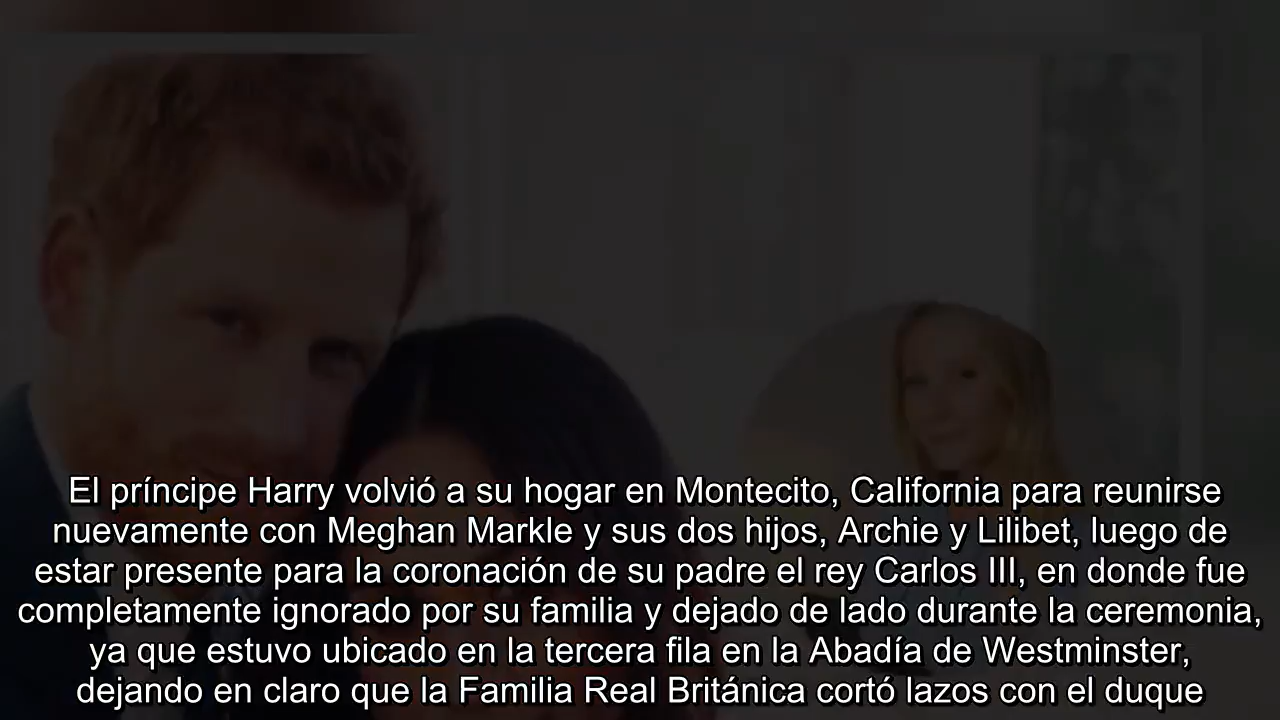 El príncipe Harry volvió a su hogar en Montecito, California para reunirse
nuevamente con Meghan Markle y sus dos hijos, Archie y Lilibet, luego de
estar presente para la coronación de su padre el rey Carlos III, en donde fue
completamente ignorado por su familia y dejado de lado durante la ceremonia,
ya que estuvo ubicado en la tercera fila en la Abadía de Westminster,
dejando en claro que la Familia Real Británica cortó lazos con el duque